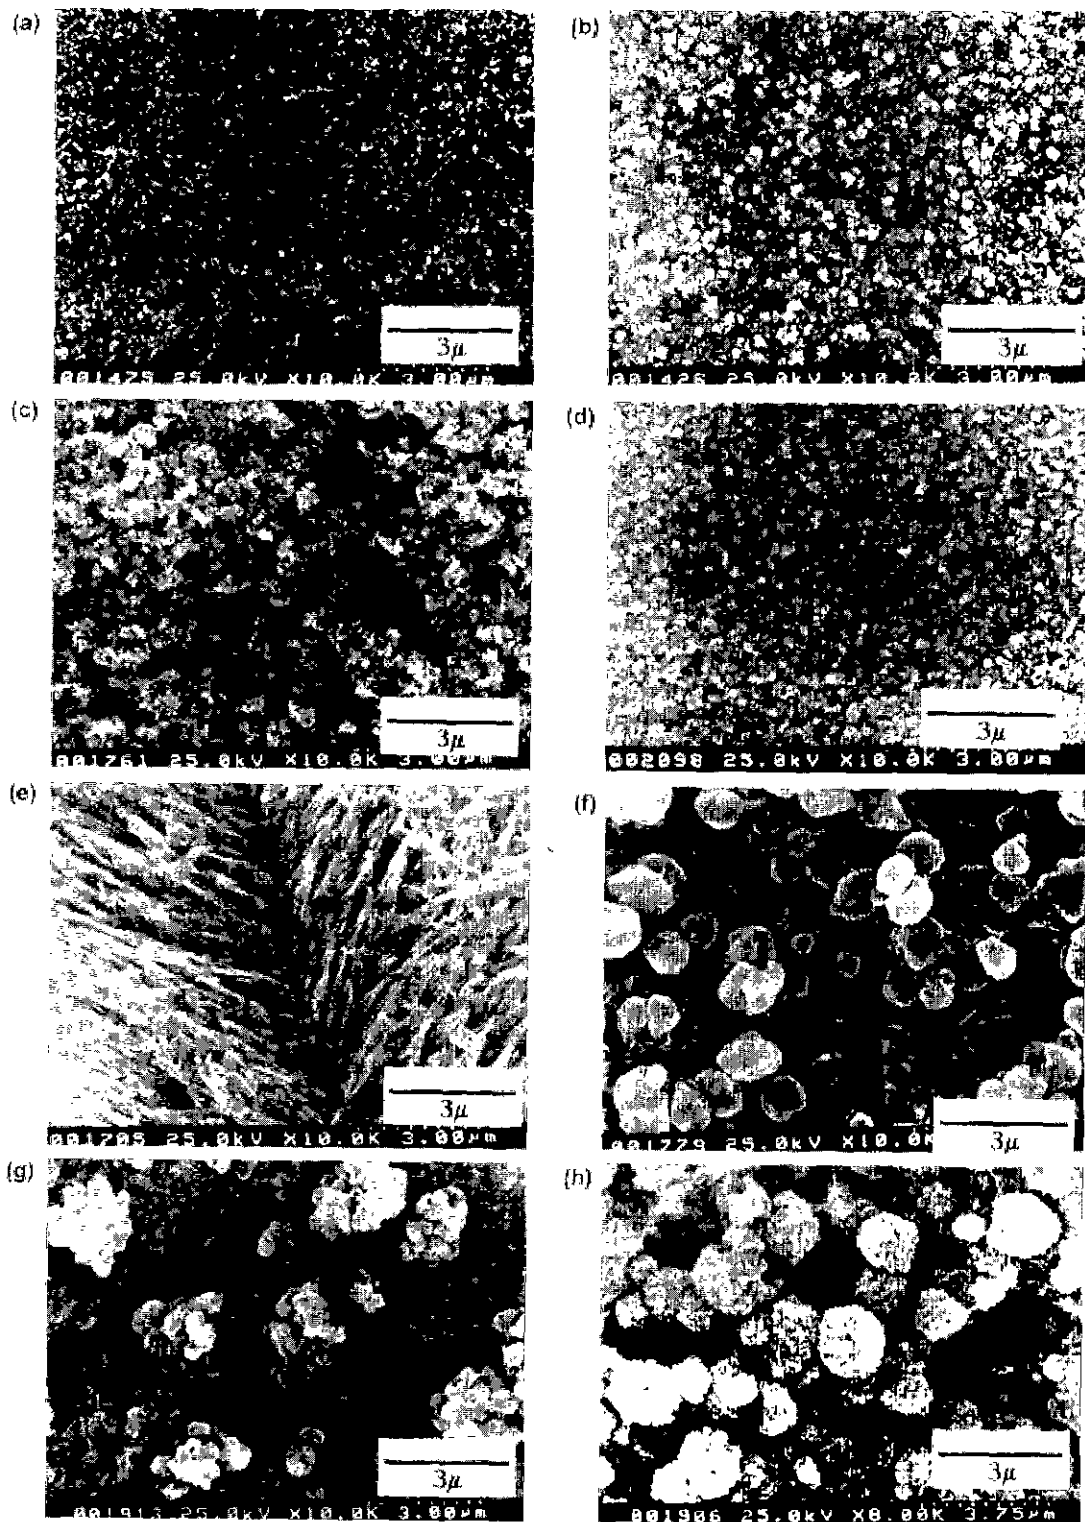 (a)
3μ
001475 25.0kV X10.0K 3.00μm
(b)
3μ
001426 25.0kV X10.0K 3.00μm
(c)
3μ
001761 25.0kV X10.0K 3.00μm
(d)
3μ
002098 25.0kV X10.0K 3.00μm
(e)
3μ
001705 25.0kV X10.0K 3.00μm
(f)
3μ
001779 25.0kV X10.0K
(g)
3μ
001913 25.0kV X10.0K 3.00μm
(h)
3μ
001906 25.0kV X8.00K 3.75μm